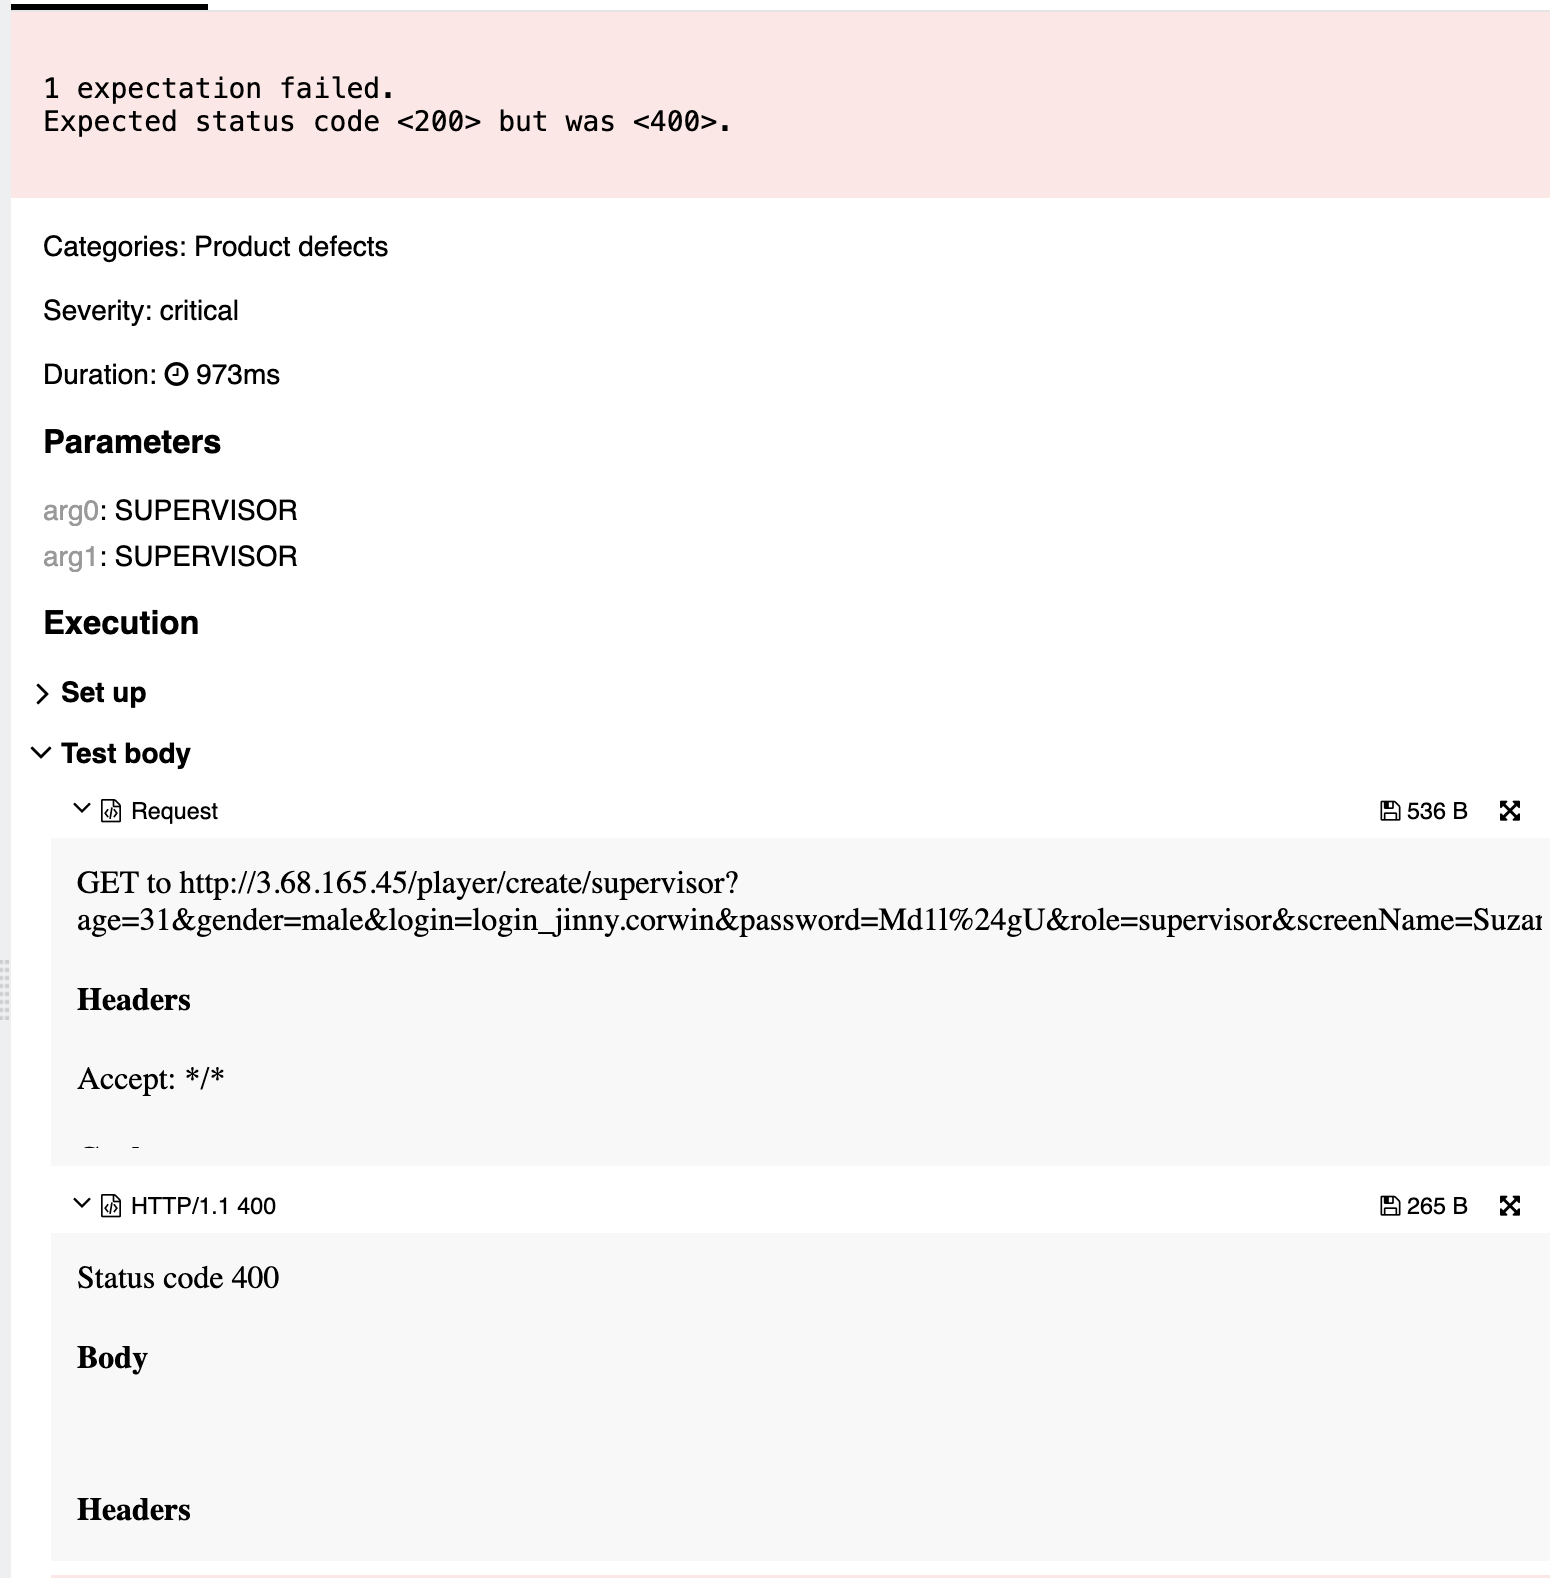 1 expectation failed.
Expected status code <200> but was <400>.
Categories: Product defects
Severity: critical
Duration: 973ms
Parameters
arg0: SUPERVISOR
arg1: SUPERVISOR
Execution
Set up
Test body
Request 536 B
GET to http://3.68.165.45/player/create/supervisor?
age=31&gender=male&login=login_jinny.corwin&password=Md1l%24gU&role=supervisor&screenName=Suzan
Headers
Accept: */*
HTTP/1.1 400 265 B
Status code 400
Body
Headers